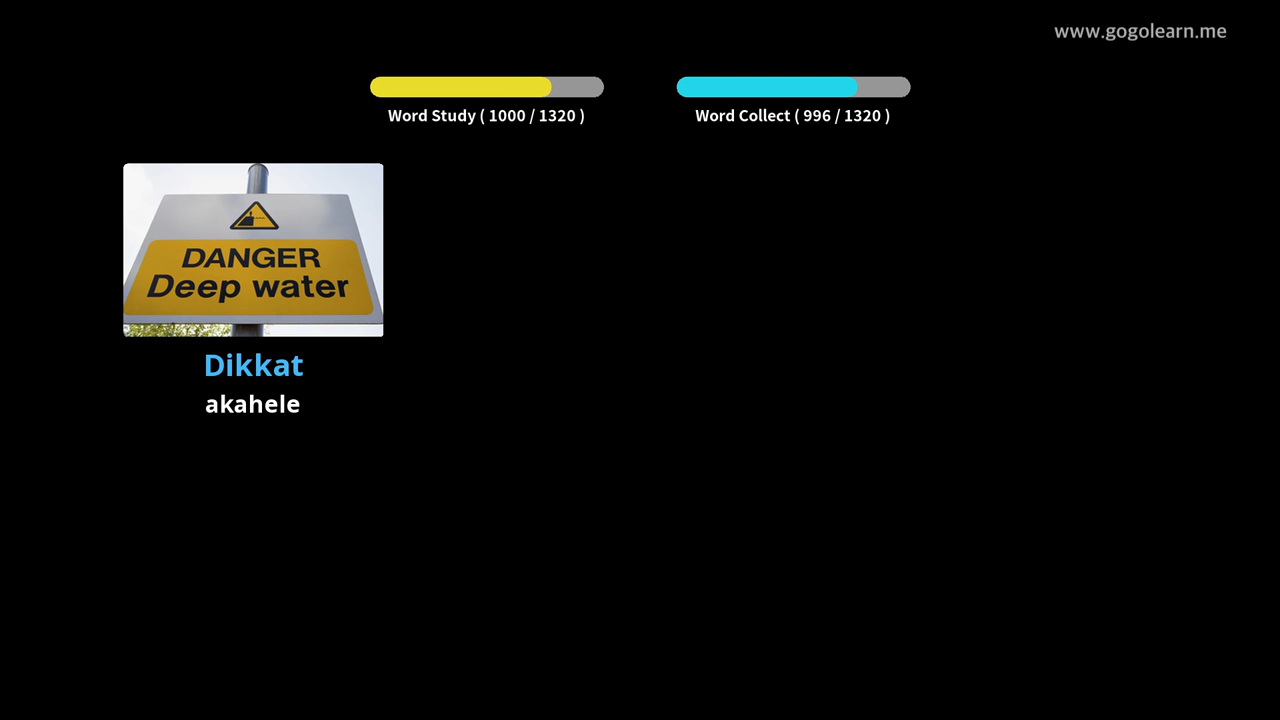 www.gogolearn.me
Word Study ( 1000 / 1320 )
Word Collect ( 996 / 1320 )
DANGER
Deep water
Dikkat
akahele